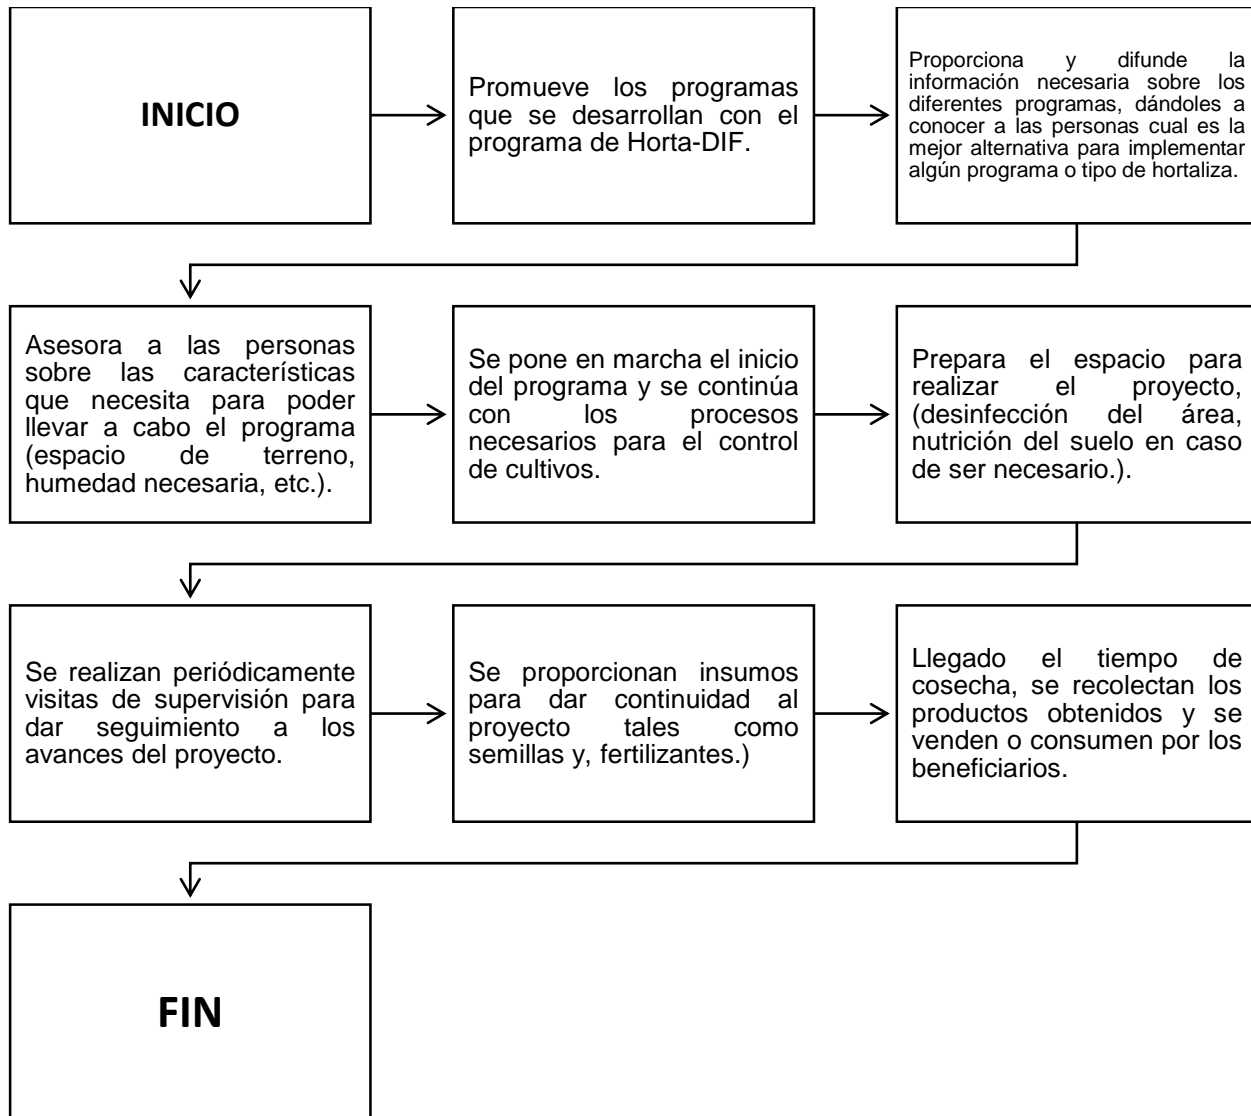 INICIO
Promueve los programas
que se desarrollan con el
programa de Horta-DIF.
Proporciona y difunde la
información necesaria sobre los
diferentes programas, dándoles a
conocer a las personas cual es la
mejor alternativa para implementar
algún programa o tipo de hortaliza.
Asesora a las personas
sobre las características
que necesita para poder
llevar a cabo el programa
(espacio de terreno,
humedad necesaria, etc.).
Se pone en marcha el inicio
del programa y se continúa
con los procesos
necesarios para el control
de cultivos.
Prepara el espacio para
realizar el proyecto,
(desinfección del área,
nutrición del suelo en caso
de ser necesario.).
Se realizan periódicamente
visitas de supervisión para
dar seguimiento a los
avances del proyecto.
Se proporcionan insumos
para dar continuidad al
proyecto tales como
semillas y, fertilizantes.)
Llegado el tiempo de
cosecha, se recolectan los
productos obtenidos y se
venden o consumen por los
beneficiarios.
FIN